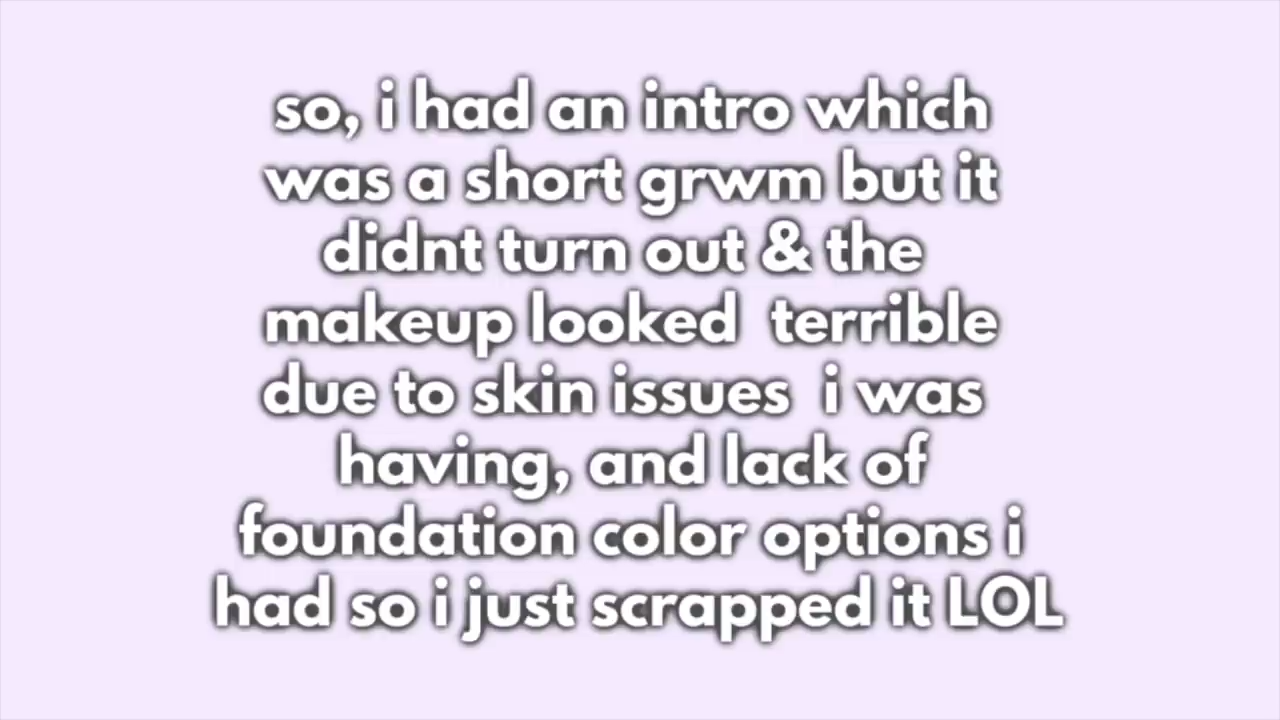 so, i had an intro which
was a short grwm but it
didnt turn out & the
makeup looked  terrible
due to skin issues  i was
having, and lack of
foundation color options i
had so i just scrapped it LOL